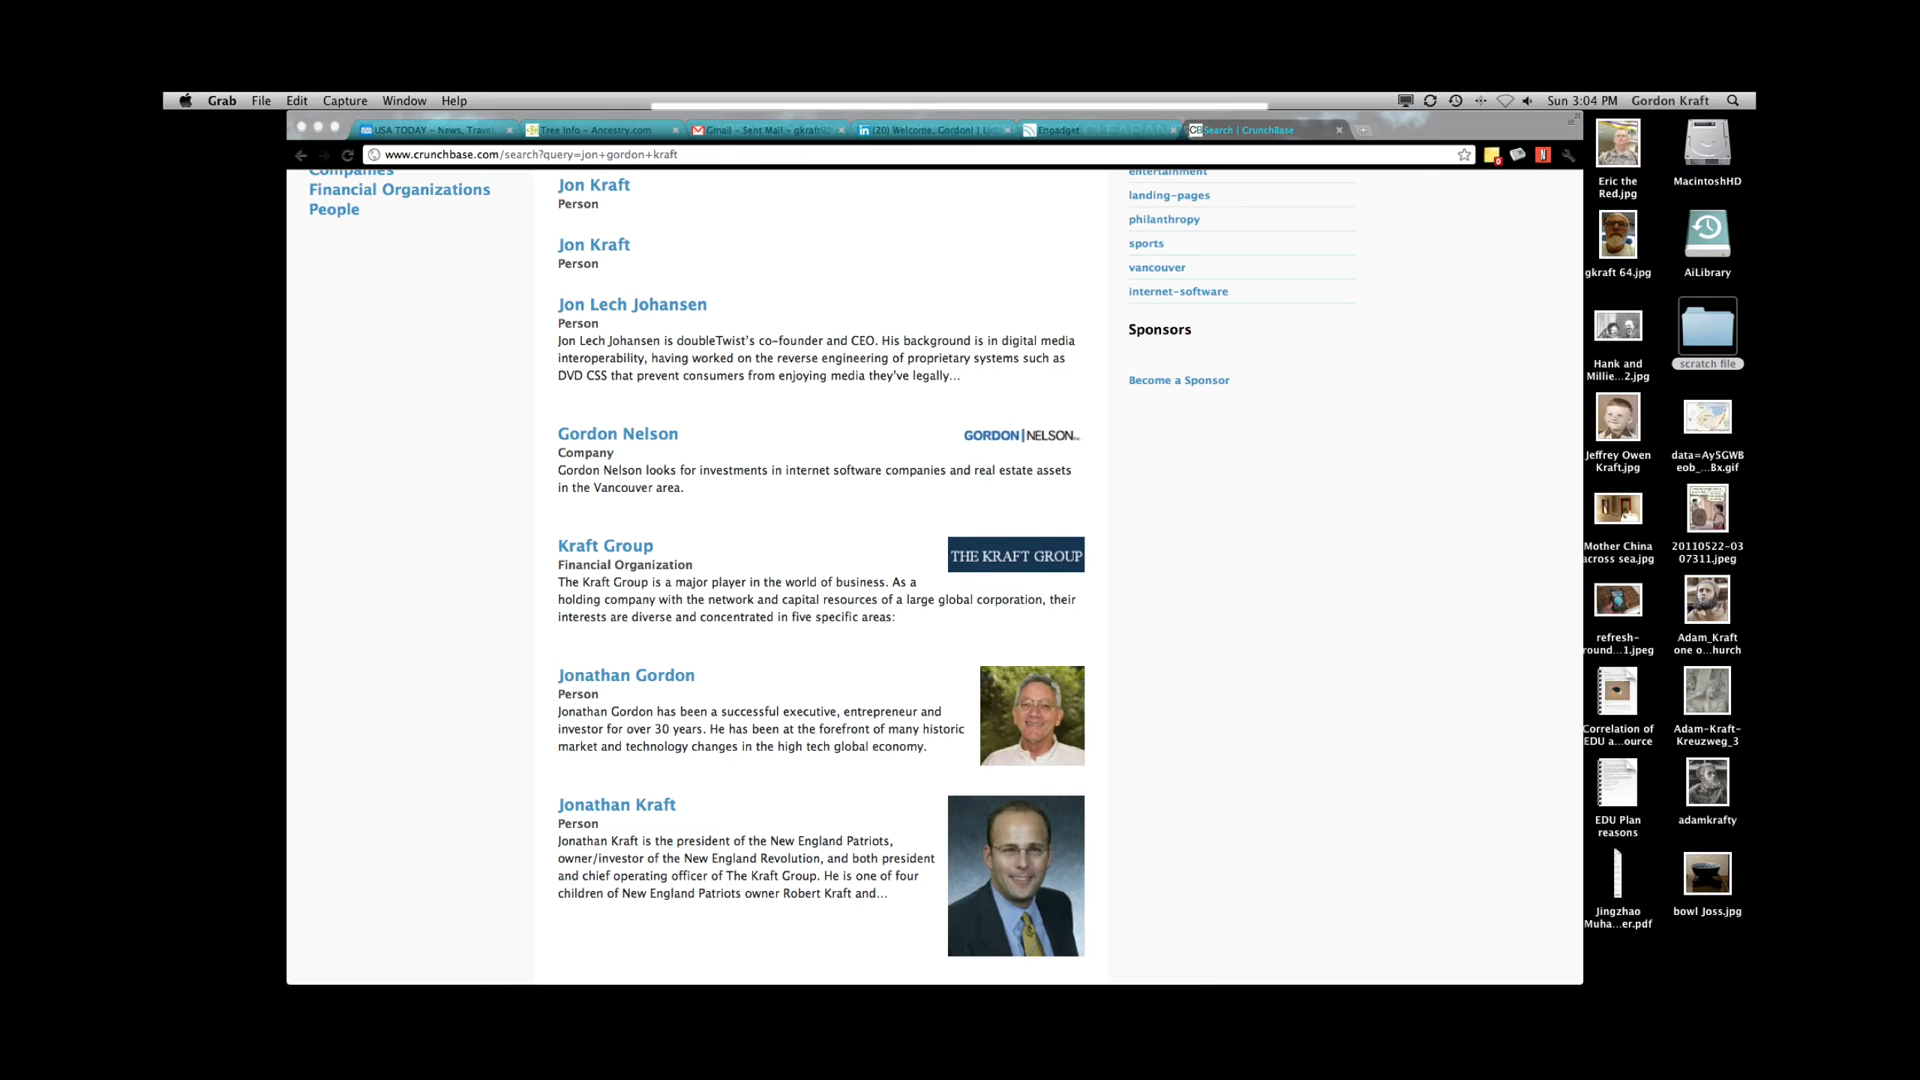 Grab File Edit Capture Window Help
Sun 3:04 PM Gordon Kraft
USA TODAY – News, Travel,
Tree Info – Ancestry.com
Gmail – Sent Mail – gkraft
(20) Welcome, Gordon! | Li
Engadget
CBSearch | CrunchBase
www.crunchbase.com/search?query=jon+gordon+kraft
Companies
Financial Organizations
People
Jon Kraft
Person
Jon Kraft
Person
Jon Lech Johansen
Person
Jon Lech Johansen is doubleTwist's co-founder and CEO. His background is in digital media
interoperability, having worked on the reverse engineering of proprietary systems such as
DVD CSS that prevent consumers from enjoying media they've legally...
Gordon Nelson
GORDON|NELSON
Company
Gordon Nelson looks for investments in internet software companies and real estate assets
in the Vancouver area.
Kraft Group
THE KRAFT GROUP
Financial Organization
The Kraft Group is a major player in the world of business. As a
holding company with the network and capital resources of a large global corporation, their
interests are diverse and concentrated in five specific areas:
Jonathan Gordon
Person
Jonathan Gordon has been a successful executive, entrepreneur and
investor for over 30 years. He has been at the forefront of many historic
market and technology changes in the high tech global economy.
Jonathan Kraft
Person
Jonathan Kraft is the president of the New England Patriots,
owner/investor of the New England Revolution, and both president
and chief operating officer of The Kraft Group. He is one of four
children of New England Patriots owner Robert Kraft and...
entertainment
landing-pages
philanthropy
sports
vancouver
internet-software
Sponsors
Become a Sponsor
Eric the
Red.jpg
MacintoshHD
gkraft 64.jpg
AiLibrary
Hank and
Millie...2.jpg
scratch file
Jeffrey Owen
Kraft.jpg
data=Ay5GWB
eob_...Bx.gif
Mother China
across sea.jpg
20110522-03
07311.jpeg
refresh-
round...1.jpeg
Adam_Kraft
one o...hurch
Correlation of
EDU a...ource
Adam-Kraft-
Kreuzweg_3
EDU Plan
reasons
adamkrafty
Jingzhao
Muha...er.pdf
bowl Joss.jpg